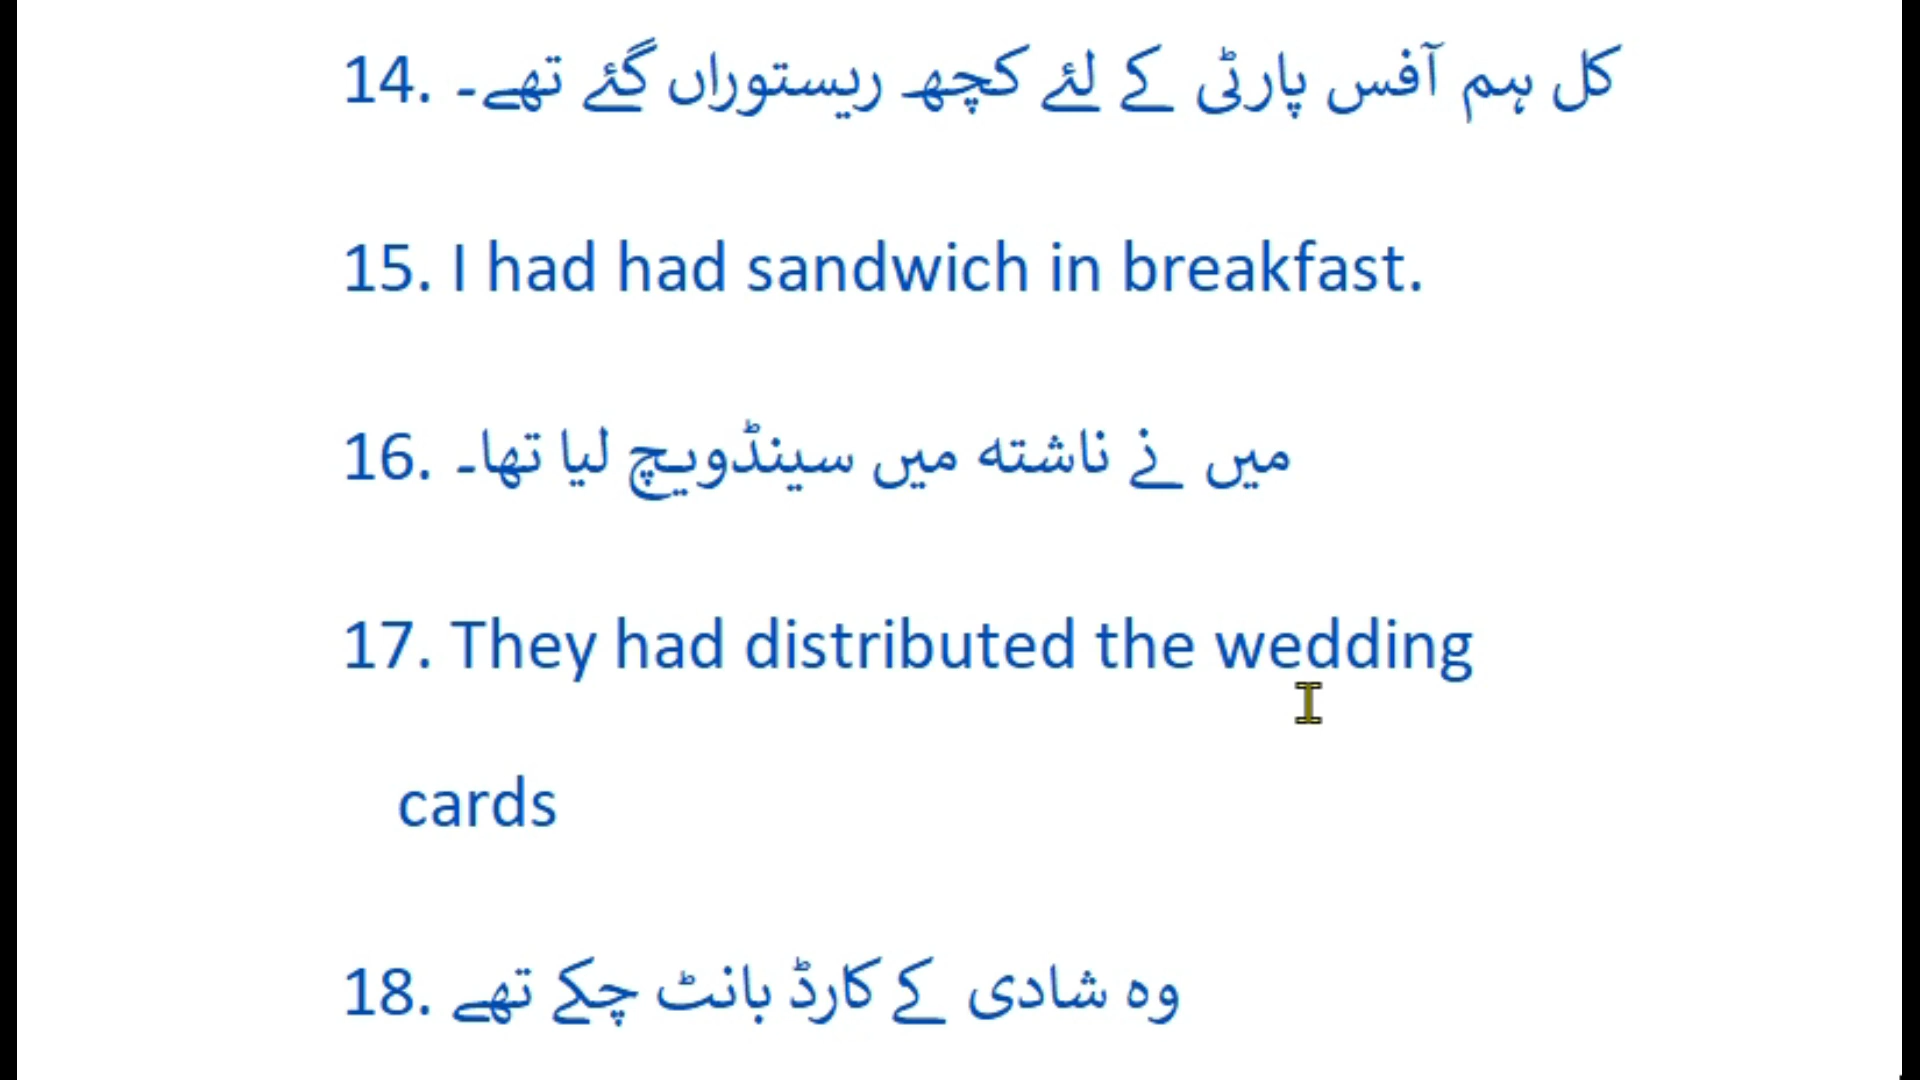 14. کل ہم آفس پارٹی کے لئے کچھ ریستوراں گئے تھے۔
15. I had had sandwich in breakfast.
16. میں نے ناشتہ میں سینڈویچ لیا تھا۔
17. They had distributed the wedding
cards
18. وہ شادی کے کارڈ بانٹ چکے تھے